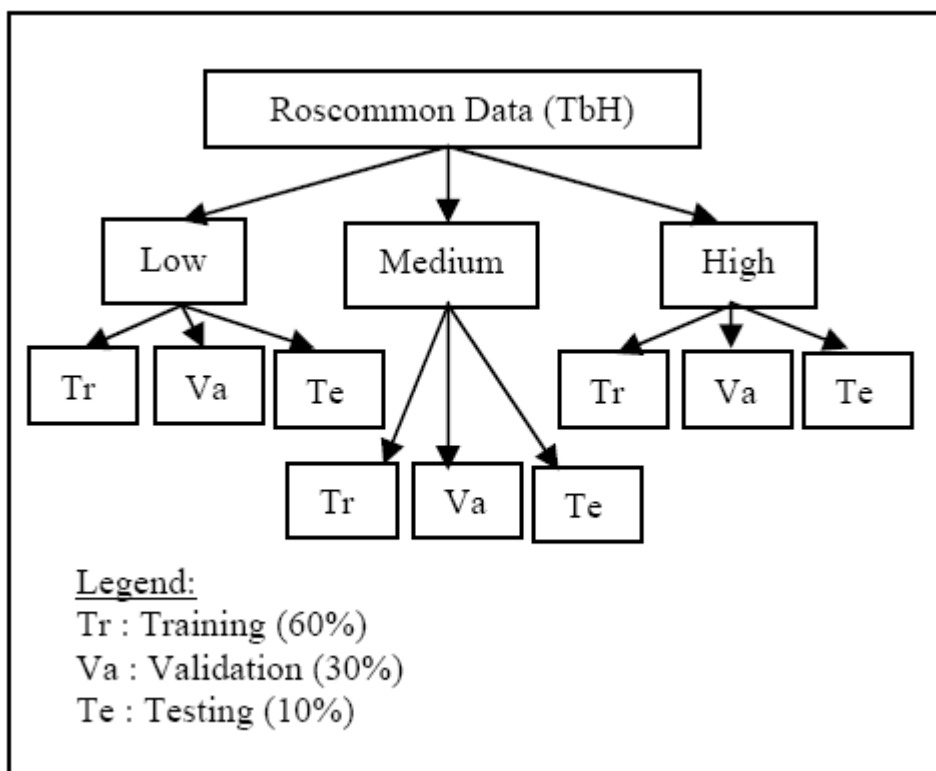 Roscommon Data (TbH)
Low
Medium
High
Tr
Va
Te
Tr
Va
Te
Tr
Va
Te
Legend:
Tr : Training (60%)
Va : Validation (30%)
Te : Testing (10%)